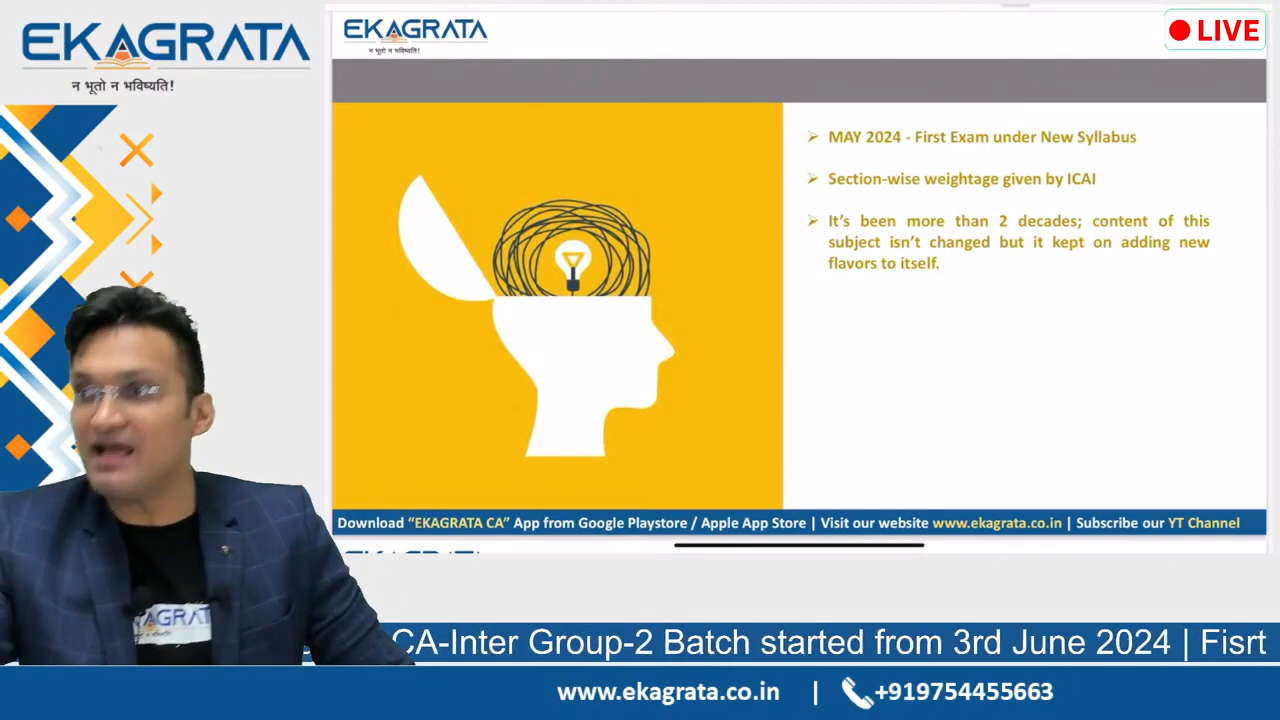 EKAGRATA
न भूतो न भविष्यति!
EKAGRATA
न भूतो न भविष्यति!
LIVE
MAY 2024 - First Exam under New Syllabus
Section-wise weightage given by ICAI
It's been more than 2 decades; content of this
subject isn't changed but it kept on adding new
flavors to itself.
Download "EKAGRATA CA" App from Google Playstore / Apple App Store | Visit our website www.ekagrata.co.in | Subscribe our YT Channel
CA-Inter Group-2 Batch started from 3rd June 2024 | Fisrt
www.ekagrata.co.in | +919754455663